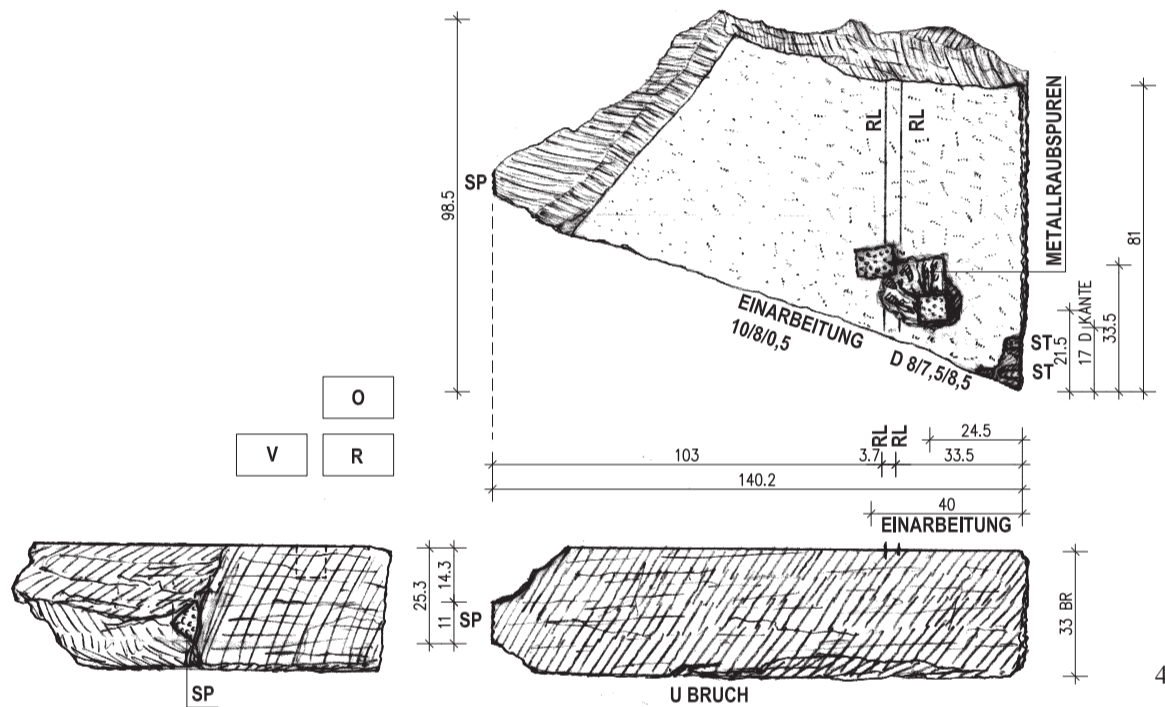 SP
98.5
RL
RL
METALLRAUBSPUREN
81
EINARBEITUNG
10/8/0,5
D 8/7,5/8,5
ST
ST
21.5
17 D KANTE
33.5
O
V
R
RL
RL
24.5
103
3.7
33.5
140.2
40
EINARBEITUNG
25.3
14.3
11
SP
33 BR
SP
U BRUCH
4